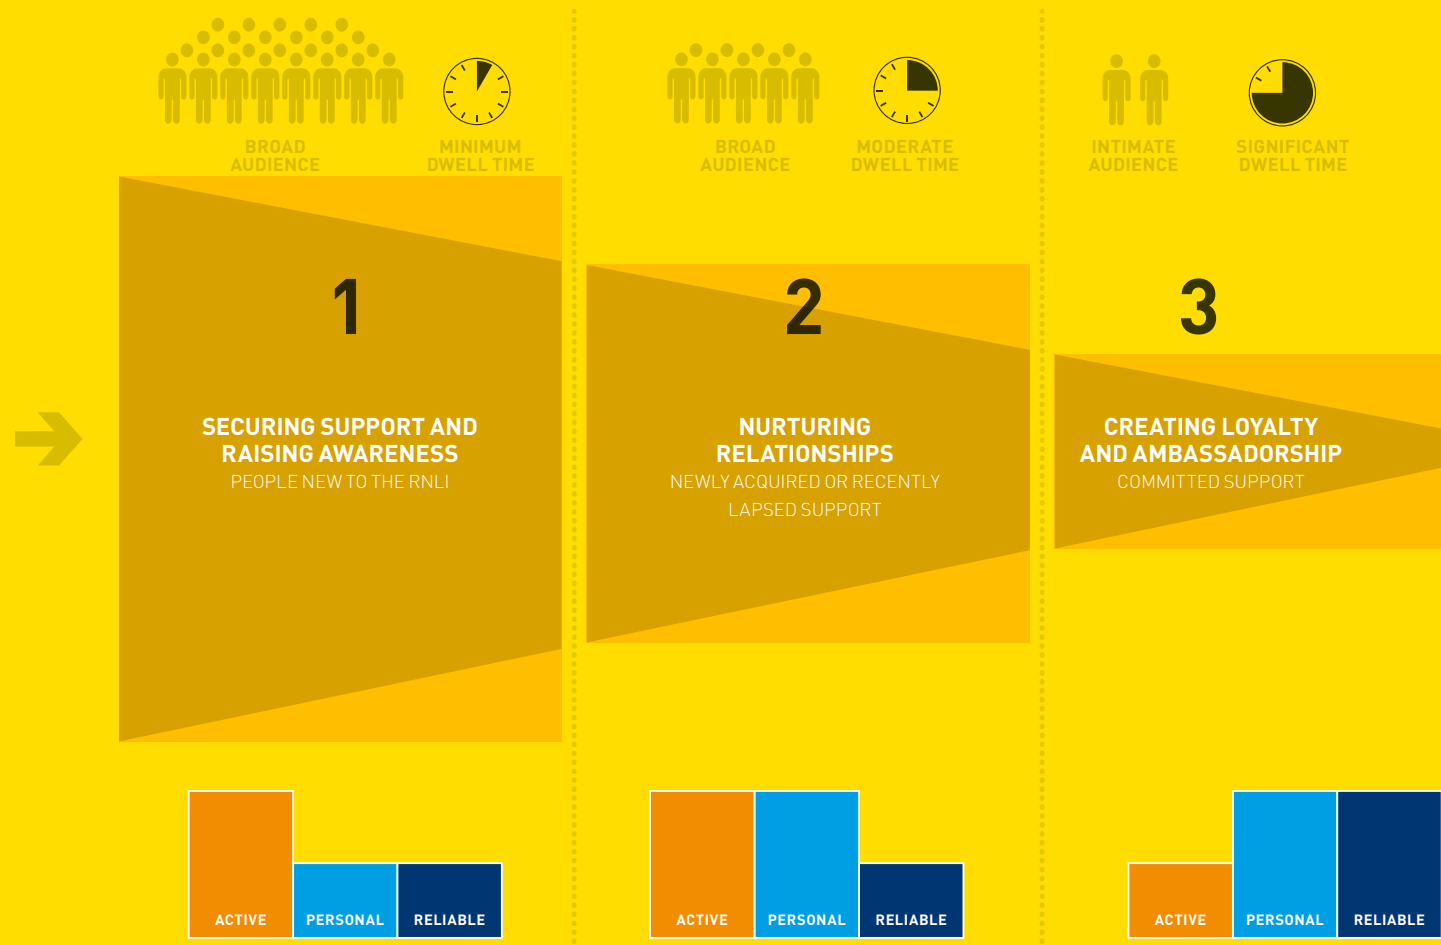 BROAD
AUDIENCE
MINIMUM
DWELL TIME
1
SECURING SUPPORT AND
RAISING AWARENESS
PEOPLE NEW TO THE RNLI
ACTIVE
PERSONAL
RELIABLE
BROAD
AUDIENCE
MODERATE
DWELL TIME
2
NURTURING
RELATIONSHIPS
NEWLY ACQUIRED OR RECENTLY
LAPSED SUPPORT
ACTIVE
PERSONAL
RELIABLE
INTIMATE
AUDIENCE
SIGNIFICANT
DWELL TIME
3
CREATING LOYALTY
AND AMBASSADORSHIP
COMMITTED SUPPORT
ACTIVE
PERSONAL
RELIABLE